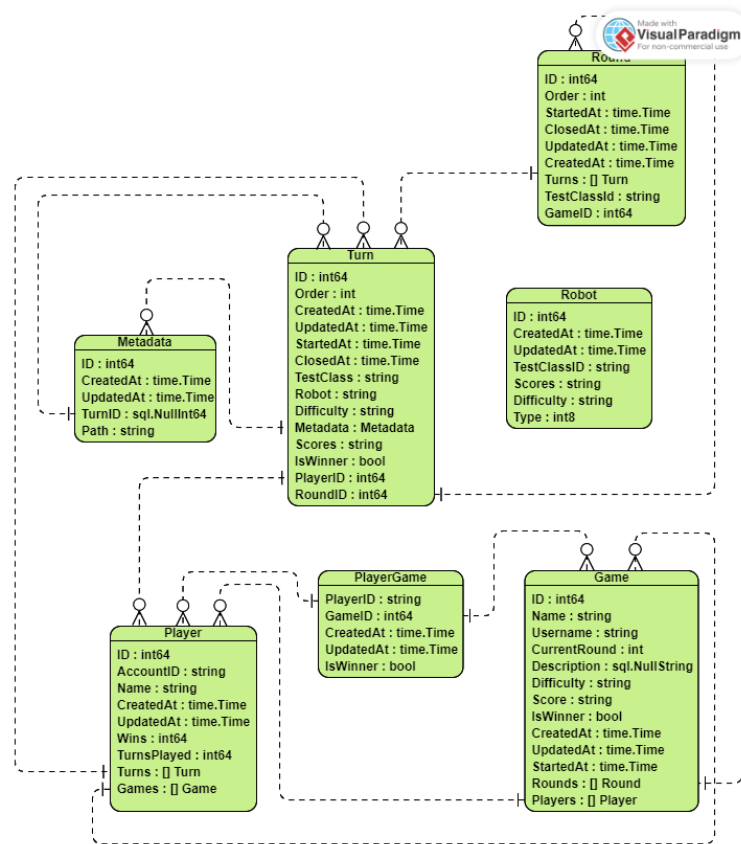 Made with
VisualParadigm
For non-commercial use
Round
ID : int64
Order : int
StartedAt : time.Time
ClosedAt : time.Time
UpdatedAt : time.Time
CreatedAt : time.Time
Turns : [] Turn
TestClassId : string
GameID : int64
Turn
ID : int64
Order : int
CreatedAt : time.Time
UpdatedAt : time.Time
StartedAt : time.Time
ClosedAt : time.Time
TestClass : string
Robot : string
Difficulty : string
Metadata : Metadata
Scores : string
IsWinner : bool
PlayerID : int64
RoundID : int64
Robot
ID : int64
CreatedAt : time.Time
UpdatedAt : time.Time
TestClassID : string
Scores : string
Difficulty : string
Type : int8
Metadata
ID : int64
CreatedAt : time.Time
UpdatedAt : time.Time
TurnID : sql.NullInt64
Path : string
PlayerGame
PlayerID : string
GameID : int64
CreatedAt : time.Time
UpdatedAt : time.Time
IsWinner : bool
Game
ID : int64
Name : string
Username : string
CurrentRound : int
Description : sql.NullString
Difficulty : string
Score : string
IsWinner : bool
CreatedAt : time.Time
UpdatedAt : time.Time
StartedAt : time.Time
Rounds : [] Round
Players : [] Player
Player
ID : int64
AccountID : string
Name : string
CreatedAt : time.Time
UpdatedAt : time.Time
Wins : int64
TurnsPlayed : int64
Turns : [] Turn
Games : [] Game